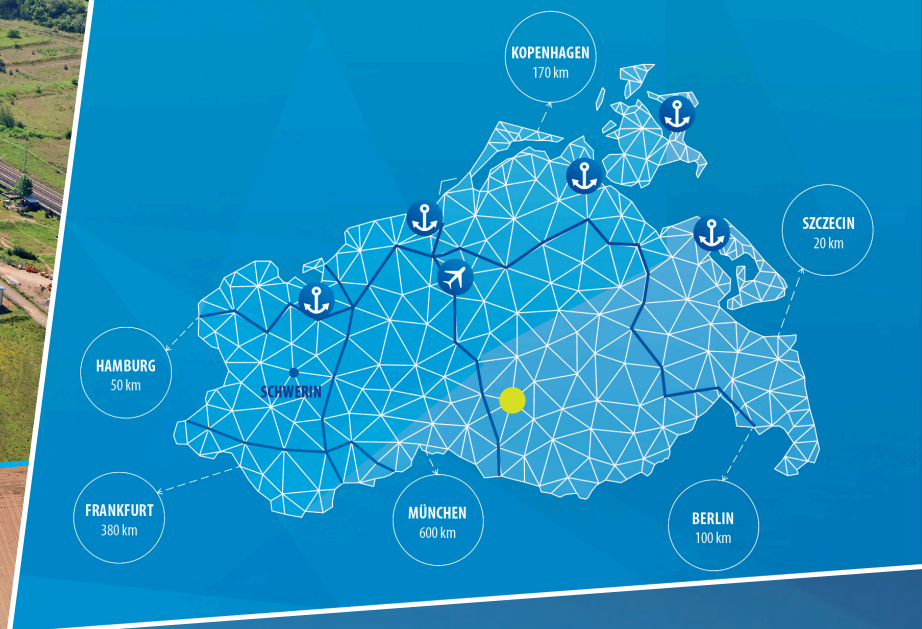 KOPENHAGEN
170 km
SZCZECIN
20 km
HAMBURG
50 km
SCHWERIN
FRANKFURT
380 km
MÜNCHEN
600 km
BERLIN
100 km